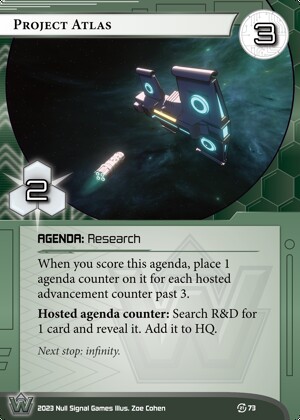 Project Atlas
3
2
AGENDA: Research
When you score this agenda, place 1
agenda counter on it for each hosted
advancement counter past 3.
Hosted agenda counter: Search R&D for
1 card and reveal it. Add it to HQ.
Next stop: infinity.
2023 Null Signal Games Illus. Zoe Cohen
73